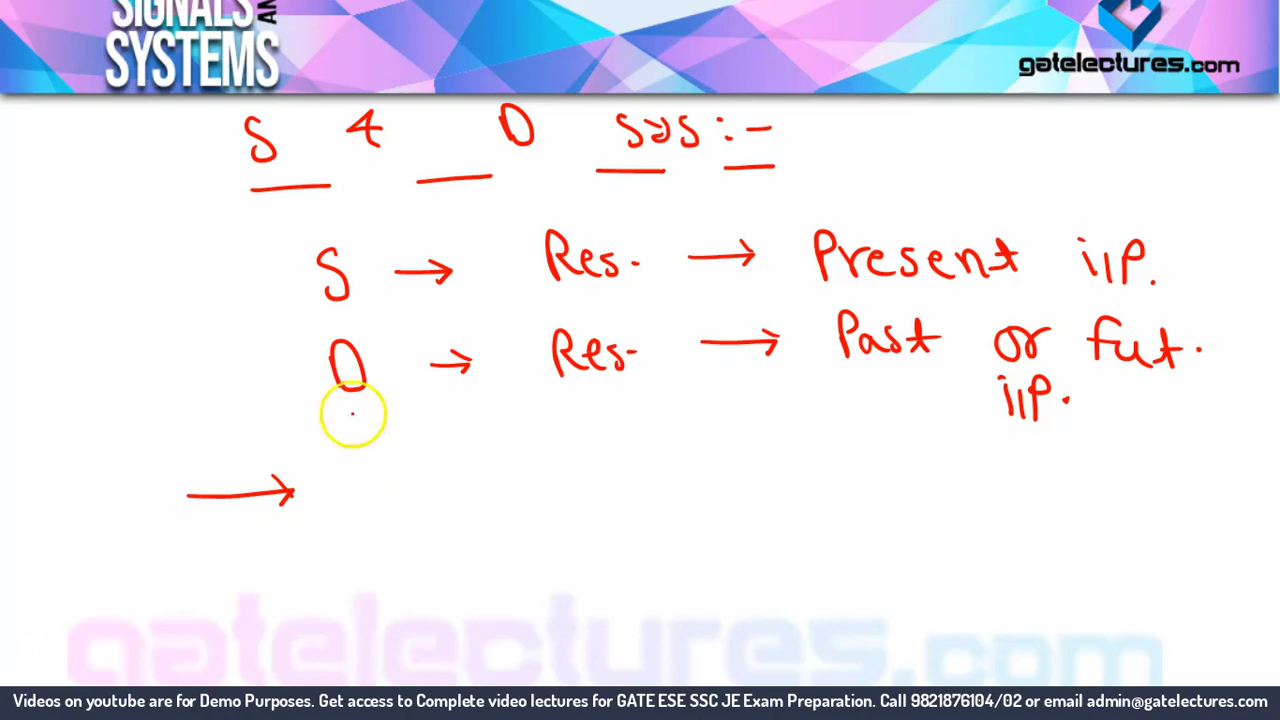 SIGNALS AND
SYSTEMS
gatelectures.com
S & D sys :-
S → Res. → Present i/p.
D → Res. → Past or fut.
i/p.
→
gatelectures.com
Videos on youtube are for Demo Purposes. Get access to Complete video lectures for GATE ESE SSC JE Exam Preparation. Call 9821876104/02 or email admin@gatelectures.com